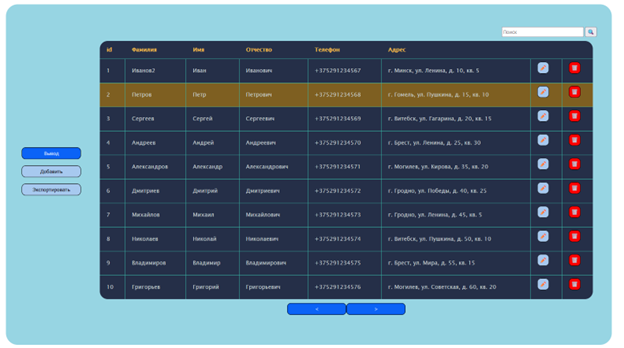 Поиск
id Фамилия Имя Отчество Телефон Адрес
1 Иванов2 Иван Иванович +375291234567 г. Минск, ул. Ленина, д. 10, кв. 5
2 Петров Петр Петрович +375291234568 г. Гомель, ул. Пушкина, д. 15, кв. 10
3 Сергеев Сергей Сергеевич +375291234569 г. Витебск, ул. Гагарина, д. 20, кв. 15
4 Андреев Андрей Андреевич +375291234570 г. Брест, ул. Ленина, д. 25, кв. 30
5 Александров Александр Александрович +375291234571 г. Могилев, ул. Кирова, д. 35, кв. 20
6 Дмитриев Дмитрий Дмитриевич +375291234572 г. Гродно, ул. Победы, д. 40, кв. 25
7 Михайлов Михаил Михайлович +375291234573 г. Гродно, ул. Ленина, д. 45, кв. 5
8 Николаев Николай Николаевич +375291234574 г. Витебск, ул. Пушкина, д. 50, кв. 10
9 Владимиров Владимир Владимирович +375291234575 г. Брест, ул. Мира, д. 55, кв. 15
10 Григорьев Григорий Григорьевич +375291234576 г. Могилев, ул. Советская, д. 60, кв. 20
Вывод
Добавить
Экспортировать
< >